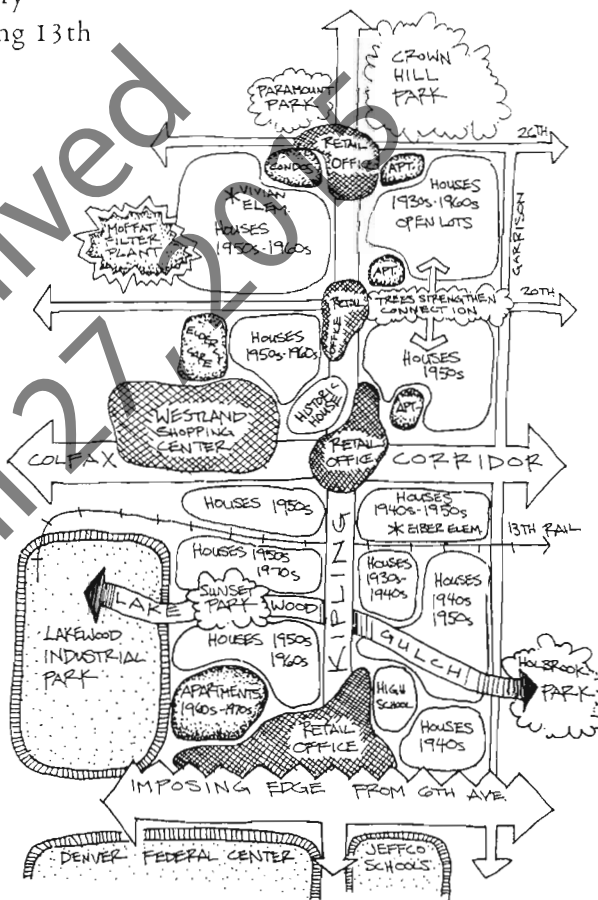 ng 13th
CROWN
HILL
PARK
PARAMOUNT
PARK
26TH
RETAIL
OFFICE
CONDOS
APT.
* VIVIAN
ELEM.
HOUSES
1950s-1960s
HOUSES
1930s-1960s
OPEN LOTS
GARRISON
MOFFAT
FILTER
PLANT
APT.
20TH
RETAIL
OFFICE
TREES STRENGTHEN
CONNECTION
ELDERLY
CARE
HOUSES
1950s-1960s
HOUSES
1950s
HISTORIC
HOUSE
APT.
WESTLAND
SHOPPING
CENTER
RETAIL
OFFICE
COLFAX CORRIDOR
HOUSES 1950s
HOUSES
1940s-1950s
* EIBER ELEM.
13TH RAIL
KIPLING
HOUSES 1950s
1970s
HOUSES
1930s-
1940s
HOUSES
1940s
1950s
SUNSET
PARK
LAKE WOOD GULCH
LAKEWOOD
INDUSTRIAL
PARK
HOUSES 1950s
1960s
HOLBROOK
PARK
APARTMENTS
1960s-1970s
HIGH
SCHOOL
RETAIL
OFFICE
HOUSES
1940s
IMPOSING EDGE FROM 6TH AVE.
DENVER FEDERAL CENTER
JEFFCO
SCHOOLS
27, 2015